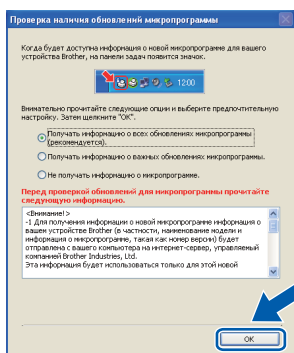 Проверка наличия обновлений микропрограммы
Когда будет доступна информация о новой микропрограмме для вашего
устройства Brother, на панели задач появится значок.
12:00
Внимательно прочитайте следующие опции и выберите предпочтительную
настройку. Затем щелкните "OK".
Получать информацию о всех обновлениях микропрограммы
(рекомендуется).
Получать информацию о важных обновлениях микропрограммы.
Не получать информацию о микропрограмме.
Перед проверкой обновлений для микропрограммы прочитайте
следующую информацию.
<Внимание!>
-1 Для получения информации о новой микропрограмме информация о
вашем устройстве Brother (в частности, наименование модели и
информация о микропрограмме, такая как номер версии) будет
отправлена с вашего компьютера на интернет-сервер, управляемый
компанией Brother Industries, Ltd.
Эта информация будет использоваться только для этой новой
OK